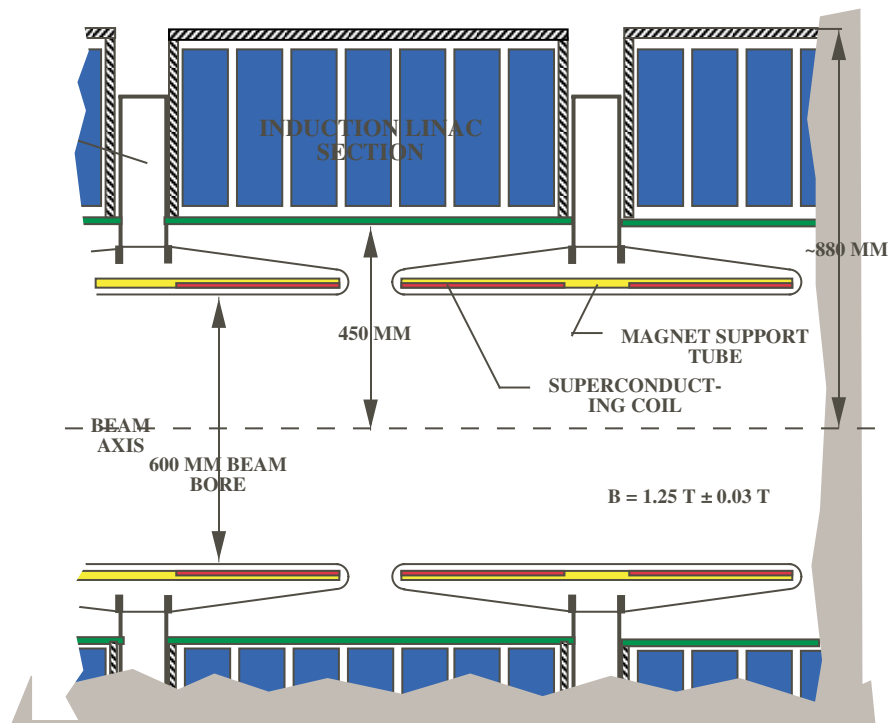 INDUCTION LINAC
SECTION
~880 MM
450 MM
MAGNET SUPPORT
TUBE
SUPERCONDUCT-
ING COIL
BEAM
AXIS
600 MM BEAM
BORE
B = 1.25 T ± 0.03 T